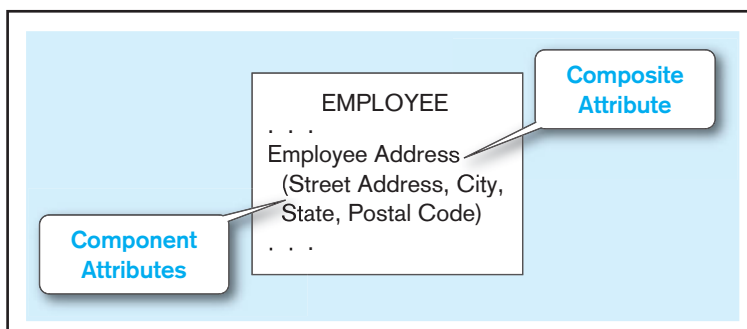 Composite
Attribute
EMPLOYEE
. . .
Employee Address
(Street Address, City,
State, Postal Code)
. . .
Component
Attributes